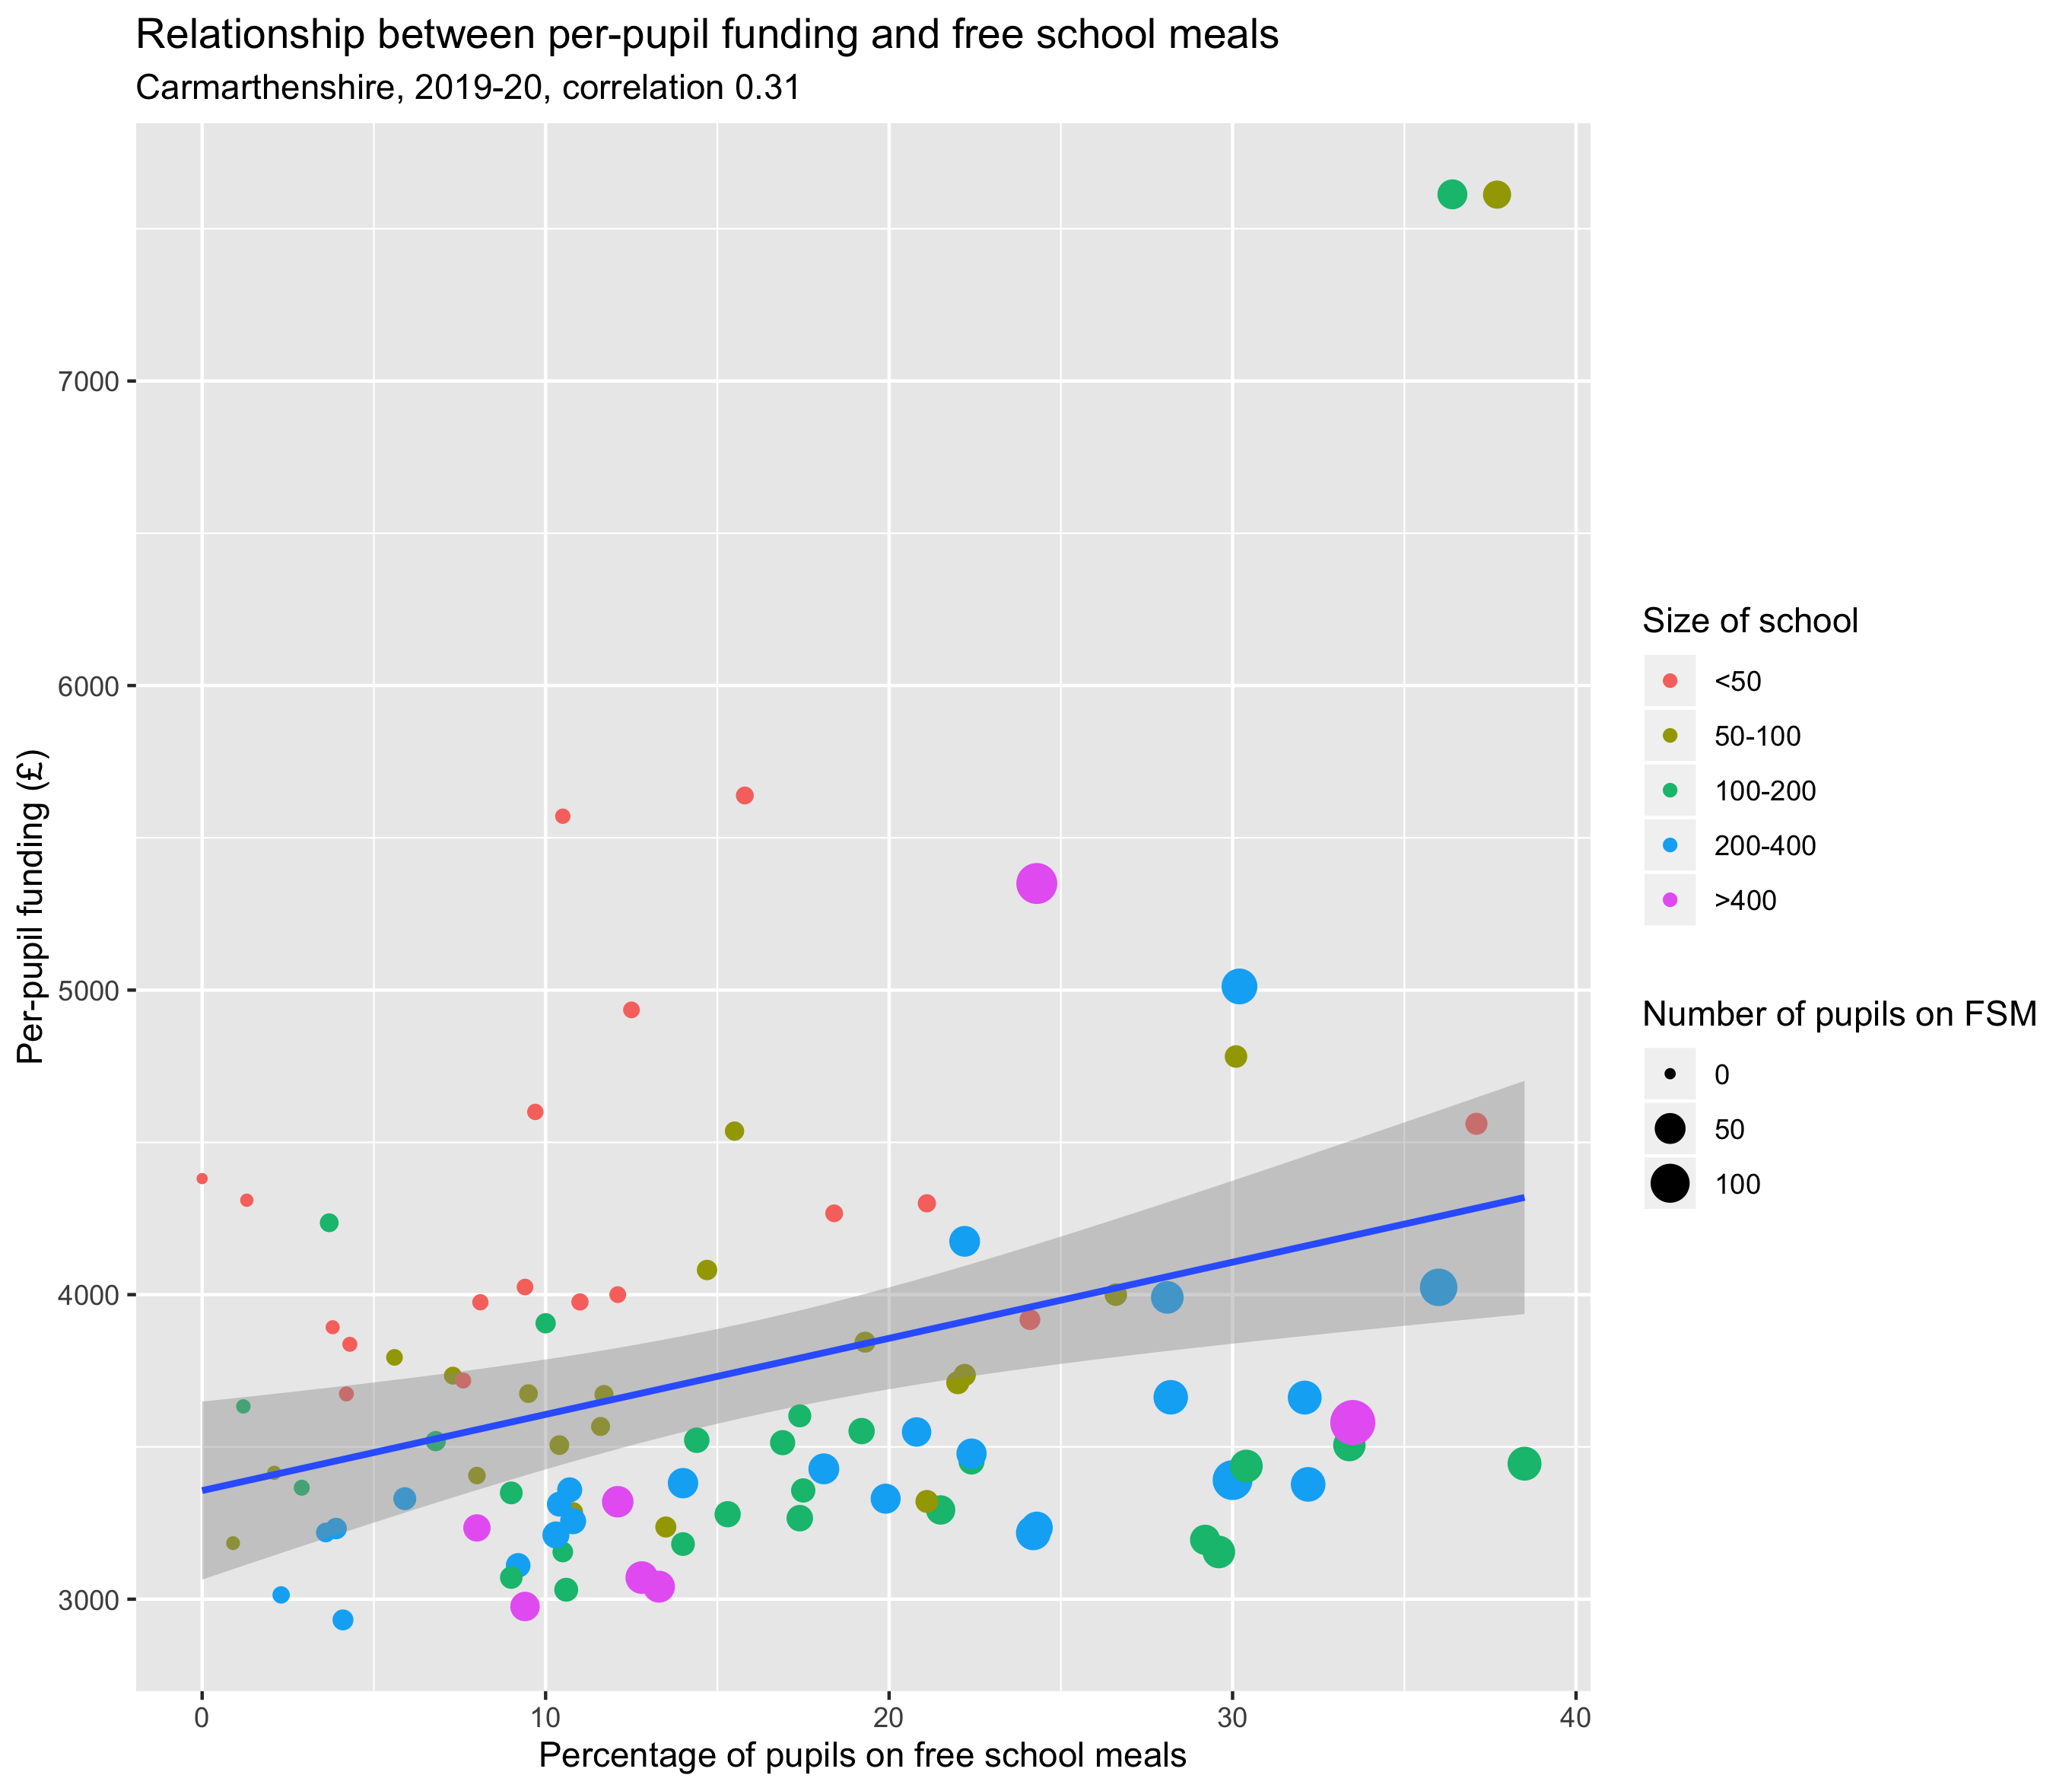 Relationship between per-pupil funding and free school meals
Carmarthenshire, 2019-20, correlation 0.31
Per-pupil funding (£)
7000
6000
5000
4000
3000
0 10 20 30 40
Percentage of pupils on free school meals
Size of school
<50
50-100
100-200
200-400
>400
Number of pupils on FSM
0
50
100